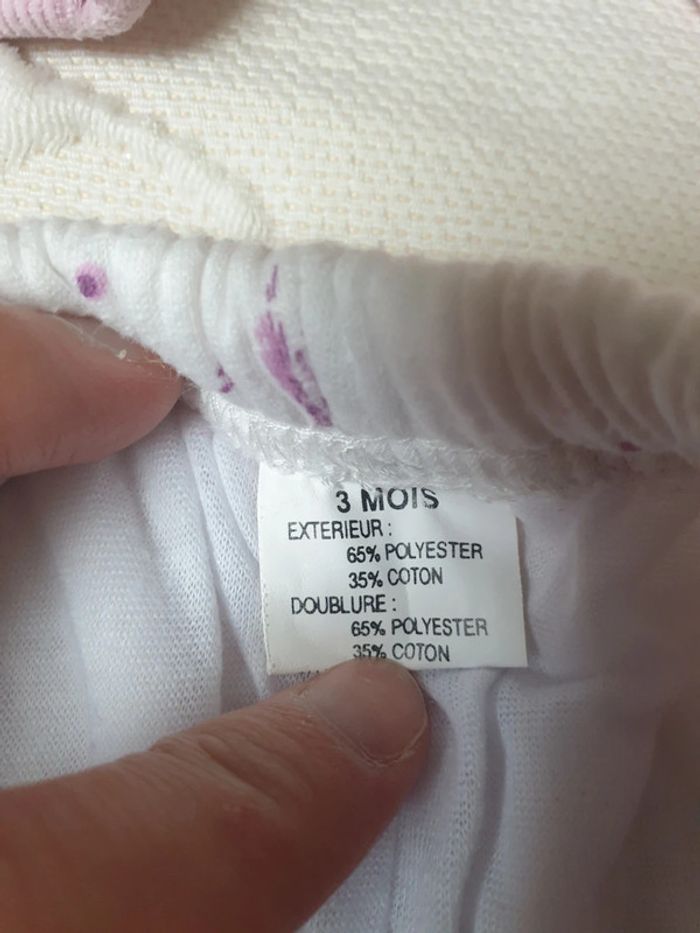 3 MOIS
EXTERIEUR :
65% POLYESTER
35% COTON
DOUBLURE :
65% POLYESTER
35% COTON